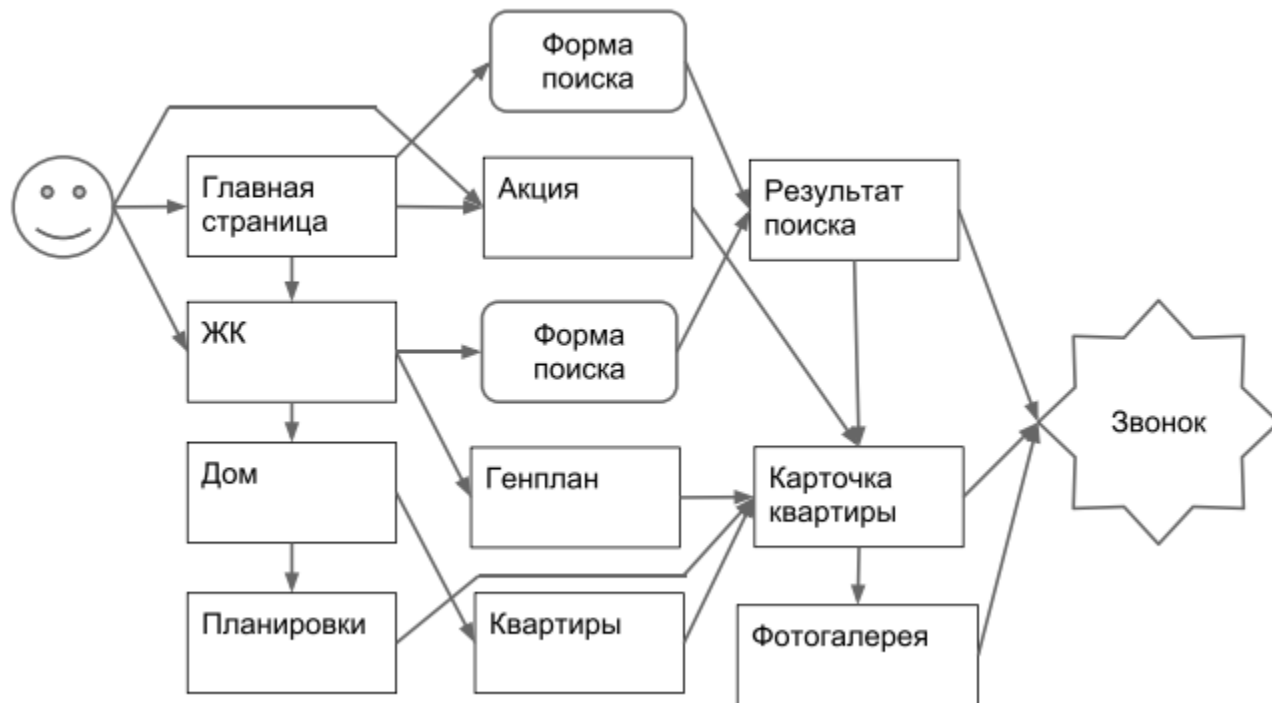 Форма
поиска
Главная
страница
Акция
Результат
поиска
ЖК
Форма
поиска
Звонок
Дом
Генплан
Карточка
квартиры
Планировки
Квартиры
Фотогалерея